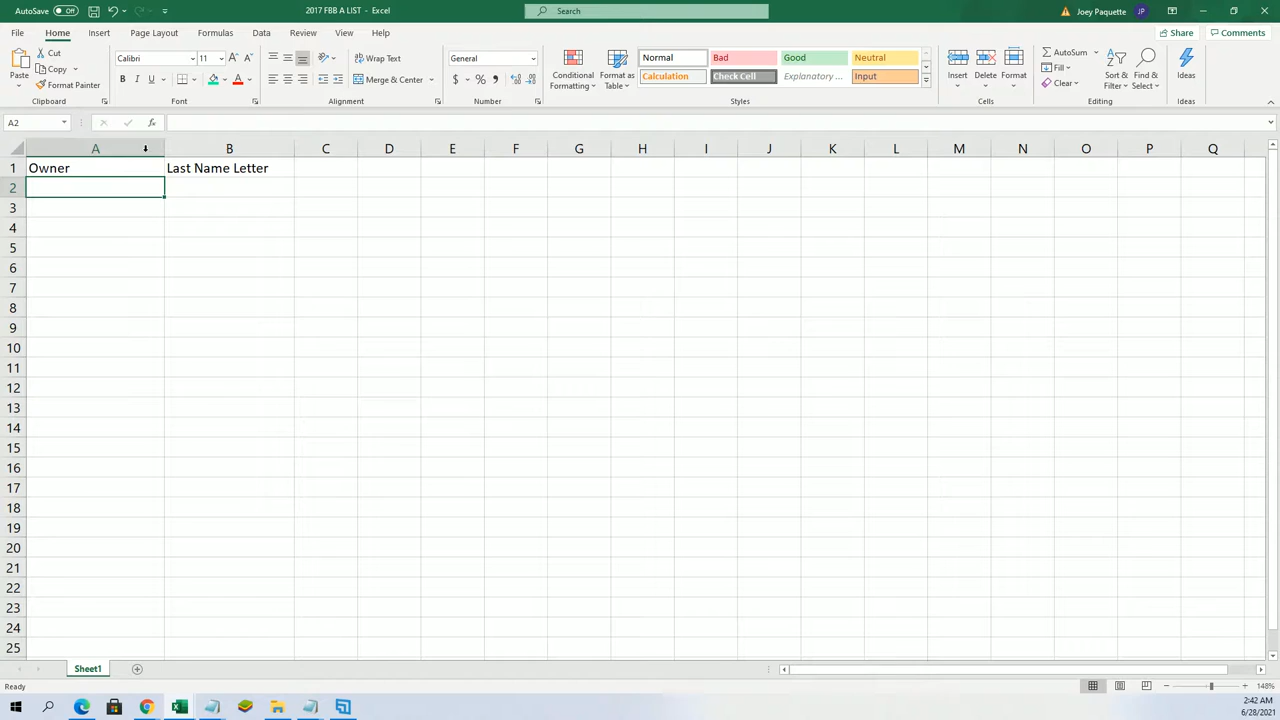 AutoSave Off 2017 FBB A LIST - Excel Search Joey Paquette JP
File Home Insert Page Layout Formulas Data Review View Help Share Comments
Paste Cut Copy Format Painter Clipboard
Calibri 11 A A B I U A Font
ab Wrap Text Merge & Center Alignment
General $ % , Number
Conditional Formatting Format as Table
Normal Bad Good Neutral
Calculation Check Cell Explanatory ... Input
Styles
Insert Delete Format Cells
AutoSum Fill Clear Sort & Filter Find & Select Editing
Ideas Ideas
A2 fx
A B C D E F G H I J K L M N O P Q
1 Owner Last Name Letter
2
3
4
5
6
7
8
9
10
11
12
13
14
15
16
17
18
19
20
21
22
23
24
25
Sheet1
Ready 148%
2:42 AM
6/28/2021